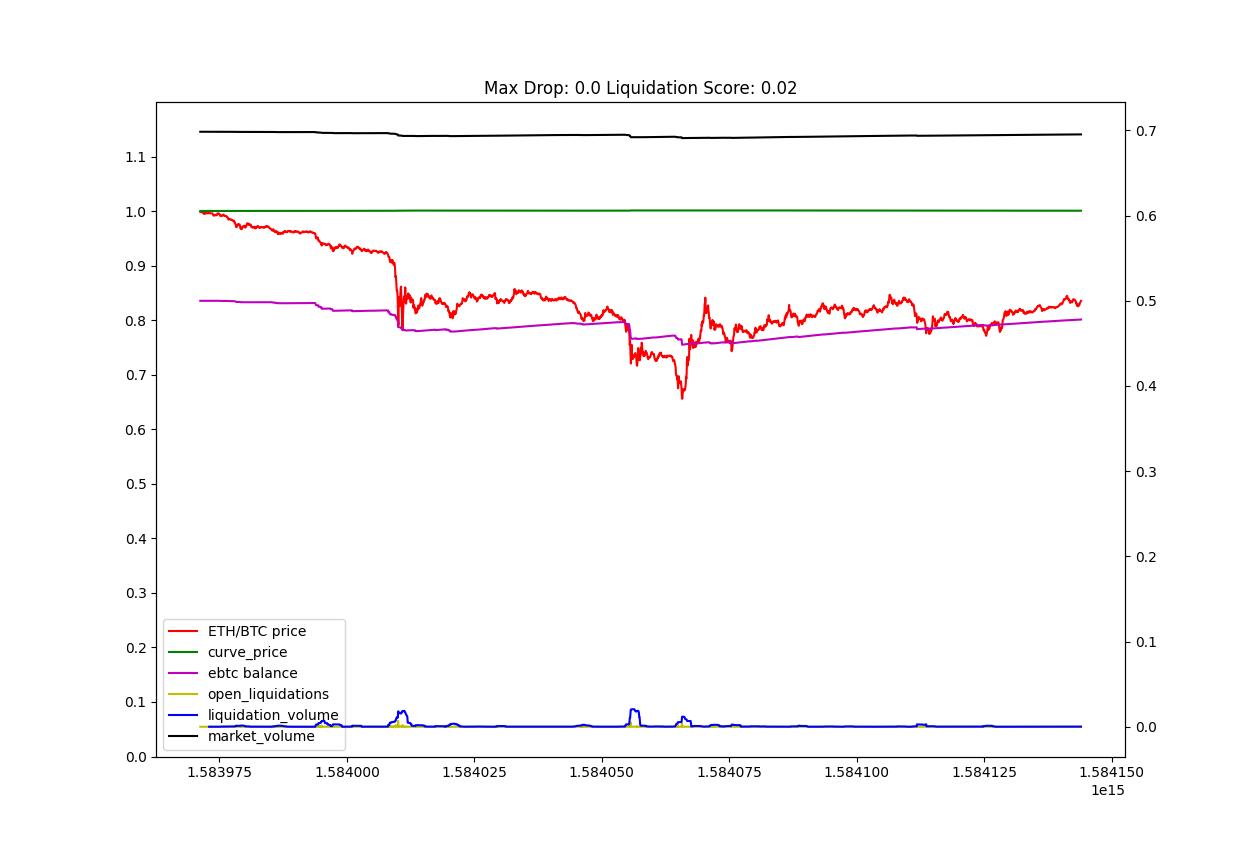 Max Drop: 0.0 Liquidation Score: 0.02
1.1
1.0
0.9
0.8
0.7
0.6
0.5
0.4
0.3
0.2
0.1
0.0
0.7
0.6
0.5
0.4
0.3
0.2
0.1
0.0
ETH/BTC price
curve_price
ebtc balance
open_liquidations
liquidation_volume
market_volume
1.583975 1.584000 1.584025 1.584050 1.584075 1.584100 1.584125 1.584150
1e15